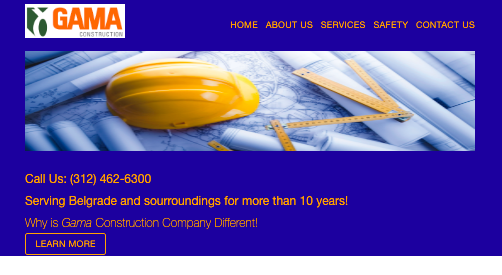 GAMA
CONSTRUCTION
HOME ABOUT US SERVICES SAFETY CONTACT US
Call Us: (312) 462-6300
Serving Belgrade and sourroundings for more than 10 years!
Why is Gama Construction Company Different!
LEARN MORE